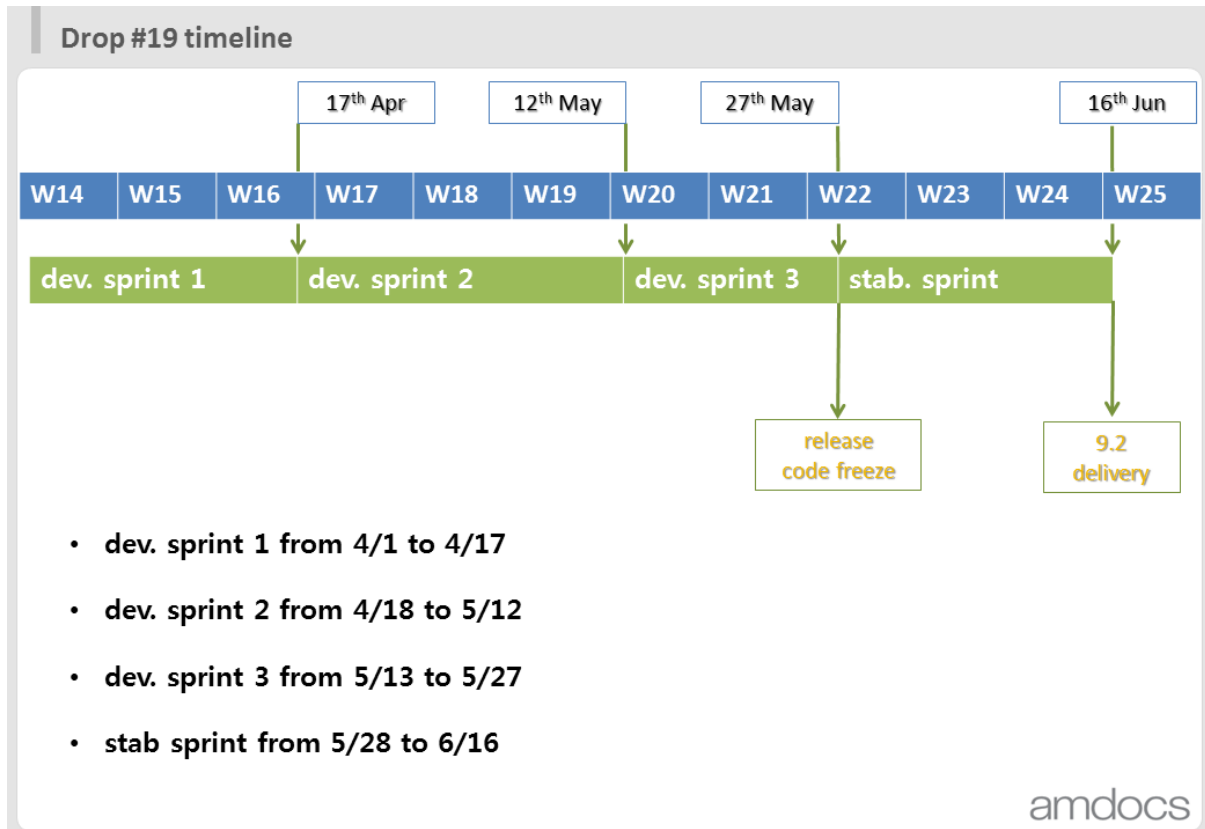 Drop #19 timeline
17th Apr
12th May
27th May
16th Jun
W14 W15 W16 W17 W18 W19 W20 W21 W22 W23 W24 W25
dev. sprint 1 dev. sprint 2 dev. sprint 3 stab. sprint
release
code freeze
9.2
delivery
• dev. sprint 1 from 4/1 to 4/17
• dev. sprint 2 from 4/18 to 5/12
• dev. sprint 3 from 5/13 to 5/27
• stab sprint from 5/28 to 6/16
amdocs